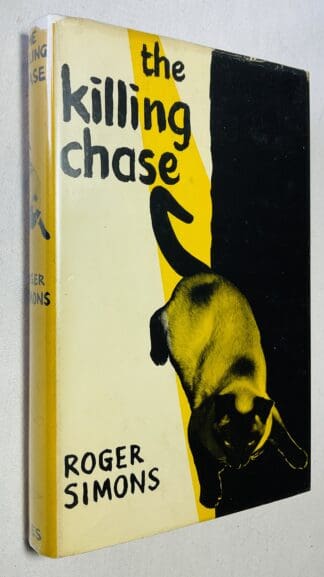 the
killing
chase
ROGER
SIMONS